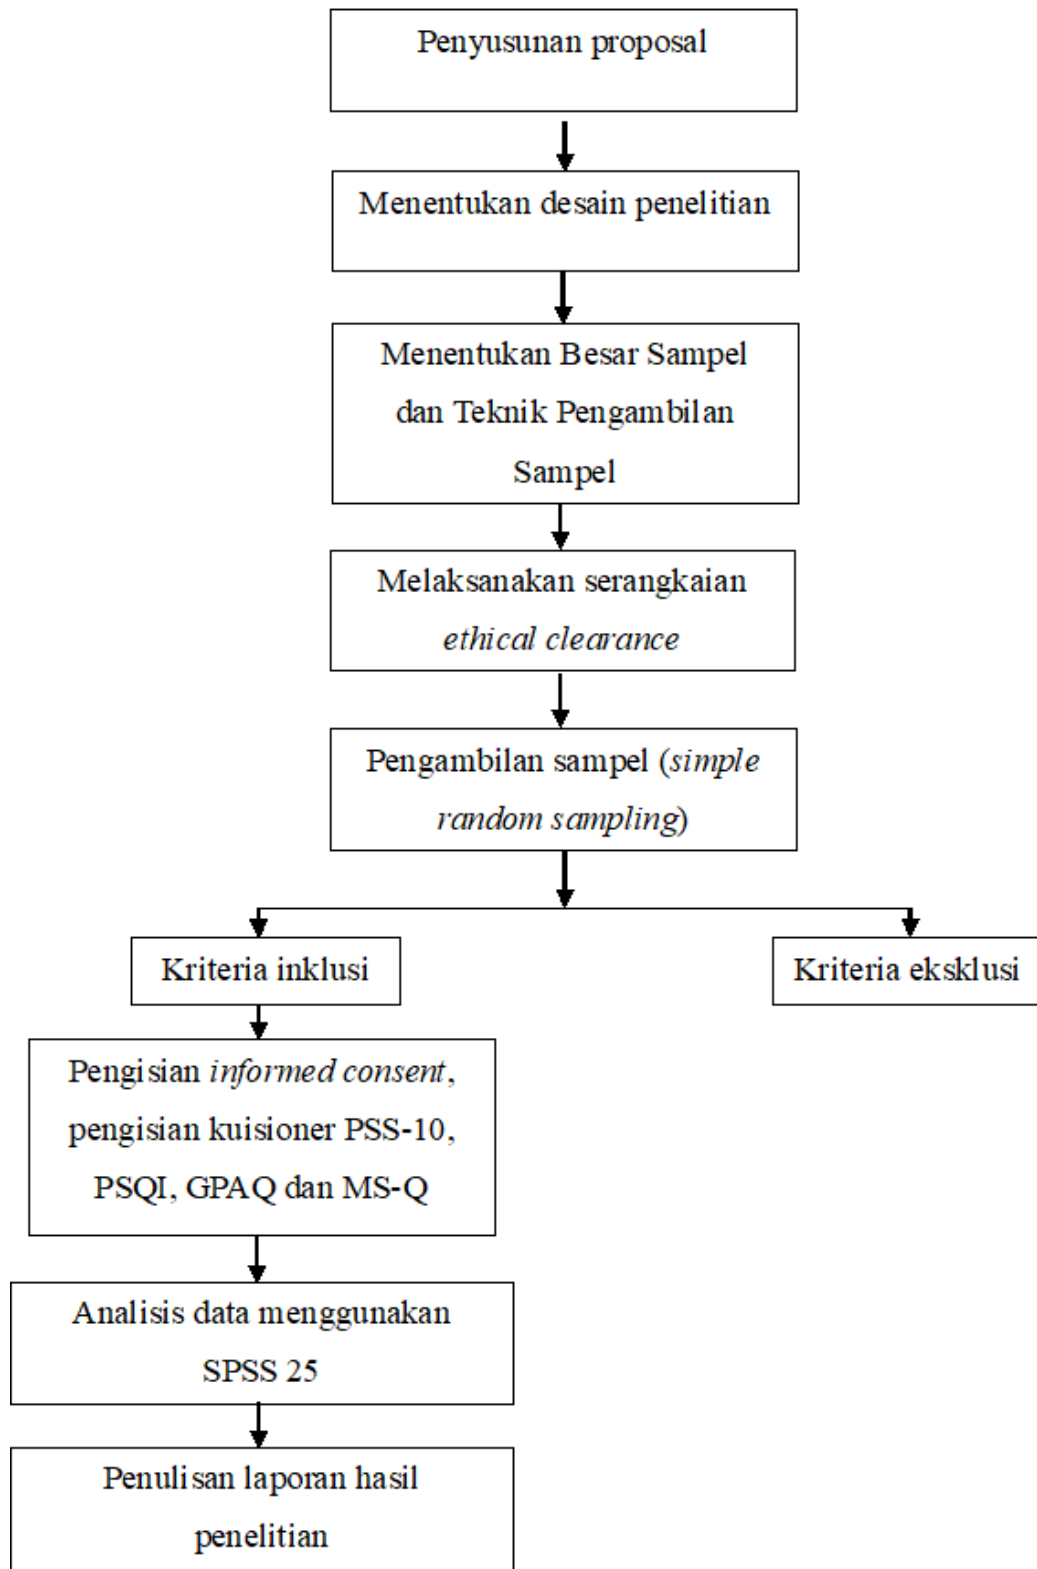 Penyusunan proposal
Menentukan desain penelitian
Menentukan Besar Sampel
dan Teknik Pengambilan
Sampel
Melaksanakan serangkaian
ethical clearance
Pengambilan sampel (simple
random sampling)
Kriteria inklusi
Kriteria eksklusi
Pengisian informed consent,
pengisian kuisioner PSS-10,
PSQI, GPAQ dan MS-Q
Analisis data menggunakan
SPSS 25
Penulisan laporan hasil
penelitian